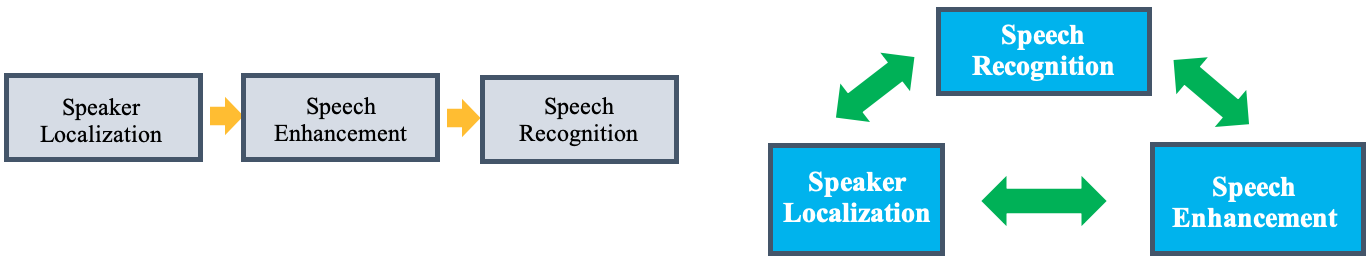 Speaker
Localization
Speech
Enhancement
Speech
Recognition
Speech
Recognition
Speaker
Localization
Speech
Enhancement